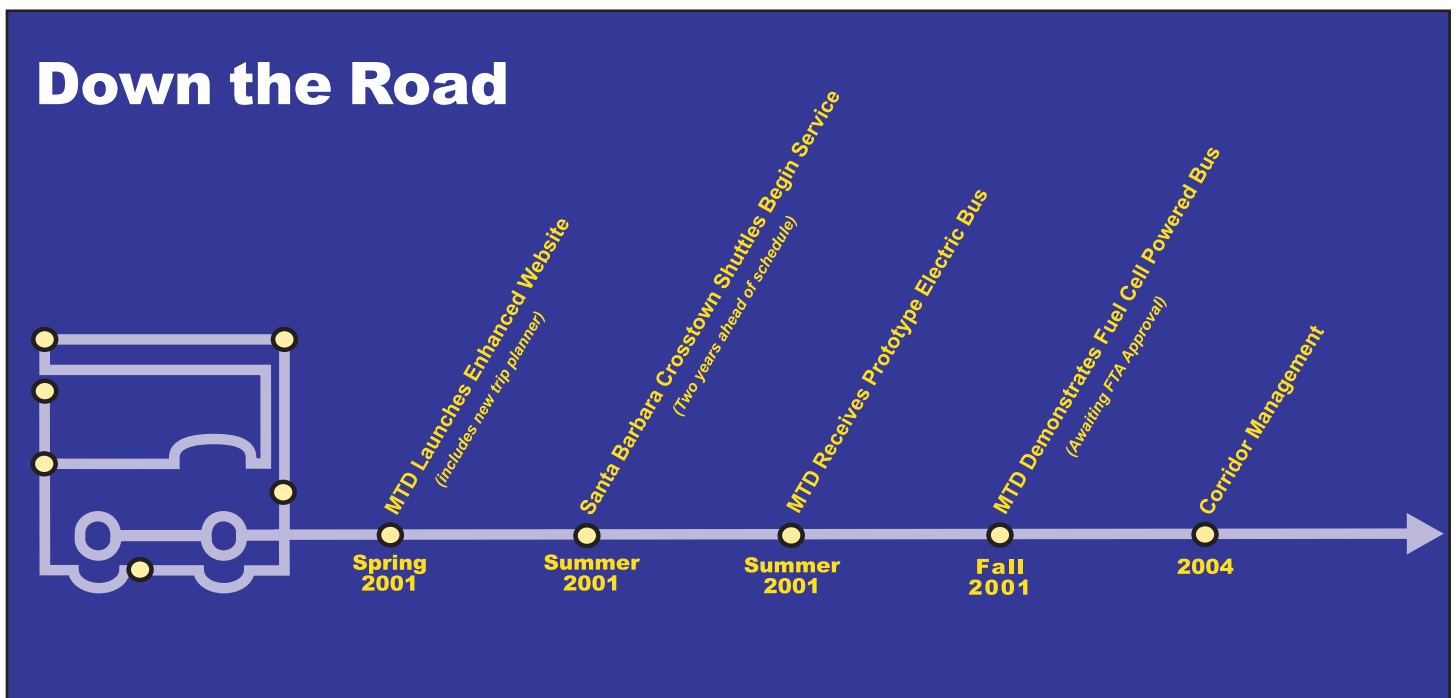 Down the Road
MTD Launches Enhanced Website
(includes new trip planner)
Spring
2001
Santa Barbara Crosstown Shuttles Begin Service
(Two years ahead of schedule)
Summer
2001
MTD Receives Prototype Electric Bus
Summer
2001
MTD Demonstrates Fuel Cell Powered Bus
(Awaiting FTA Approval)
Fall
2001
Corridor Management
2004